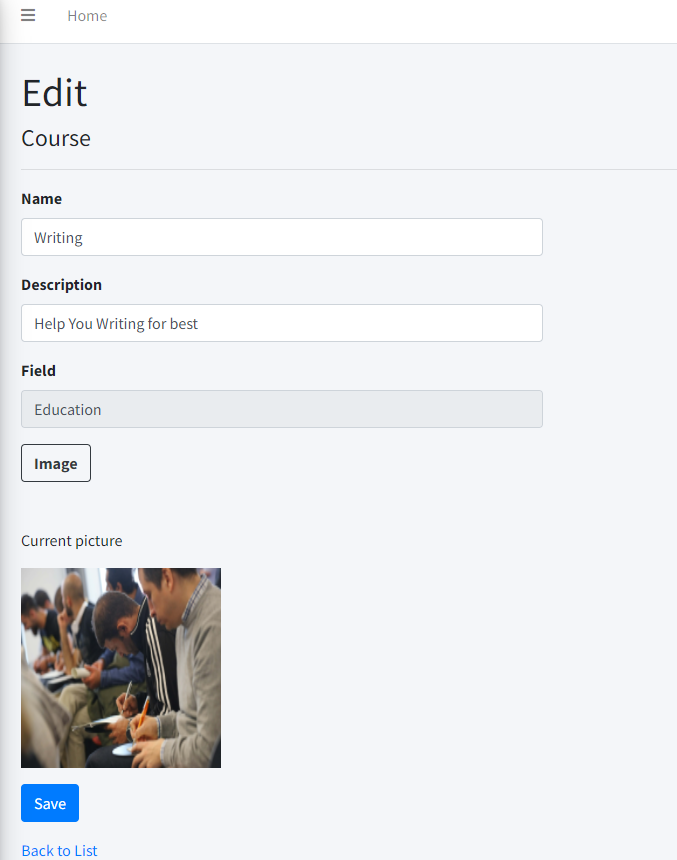 Home
Edit
Course
Name
Writing
Description
Help You Writing for best
Field
Education
Image
Current picture
Save
Back to List